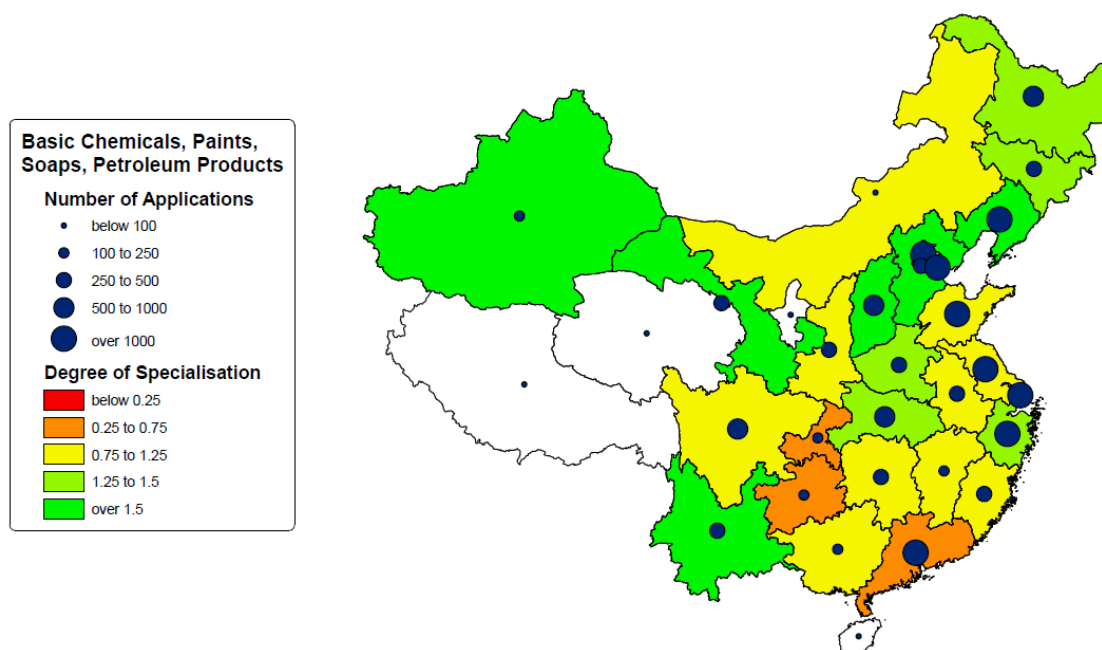 Basic Chemicals, Paints,
Soaps, Petroleum Products
Number of Applications
below 100
100 to 250
250 to 500
500 to 1000
over 1000
Degree of Specialisation
below 0.25
0.25 to 0.75
0.75 to 1.25
1.25 to 1.5
over 1.5